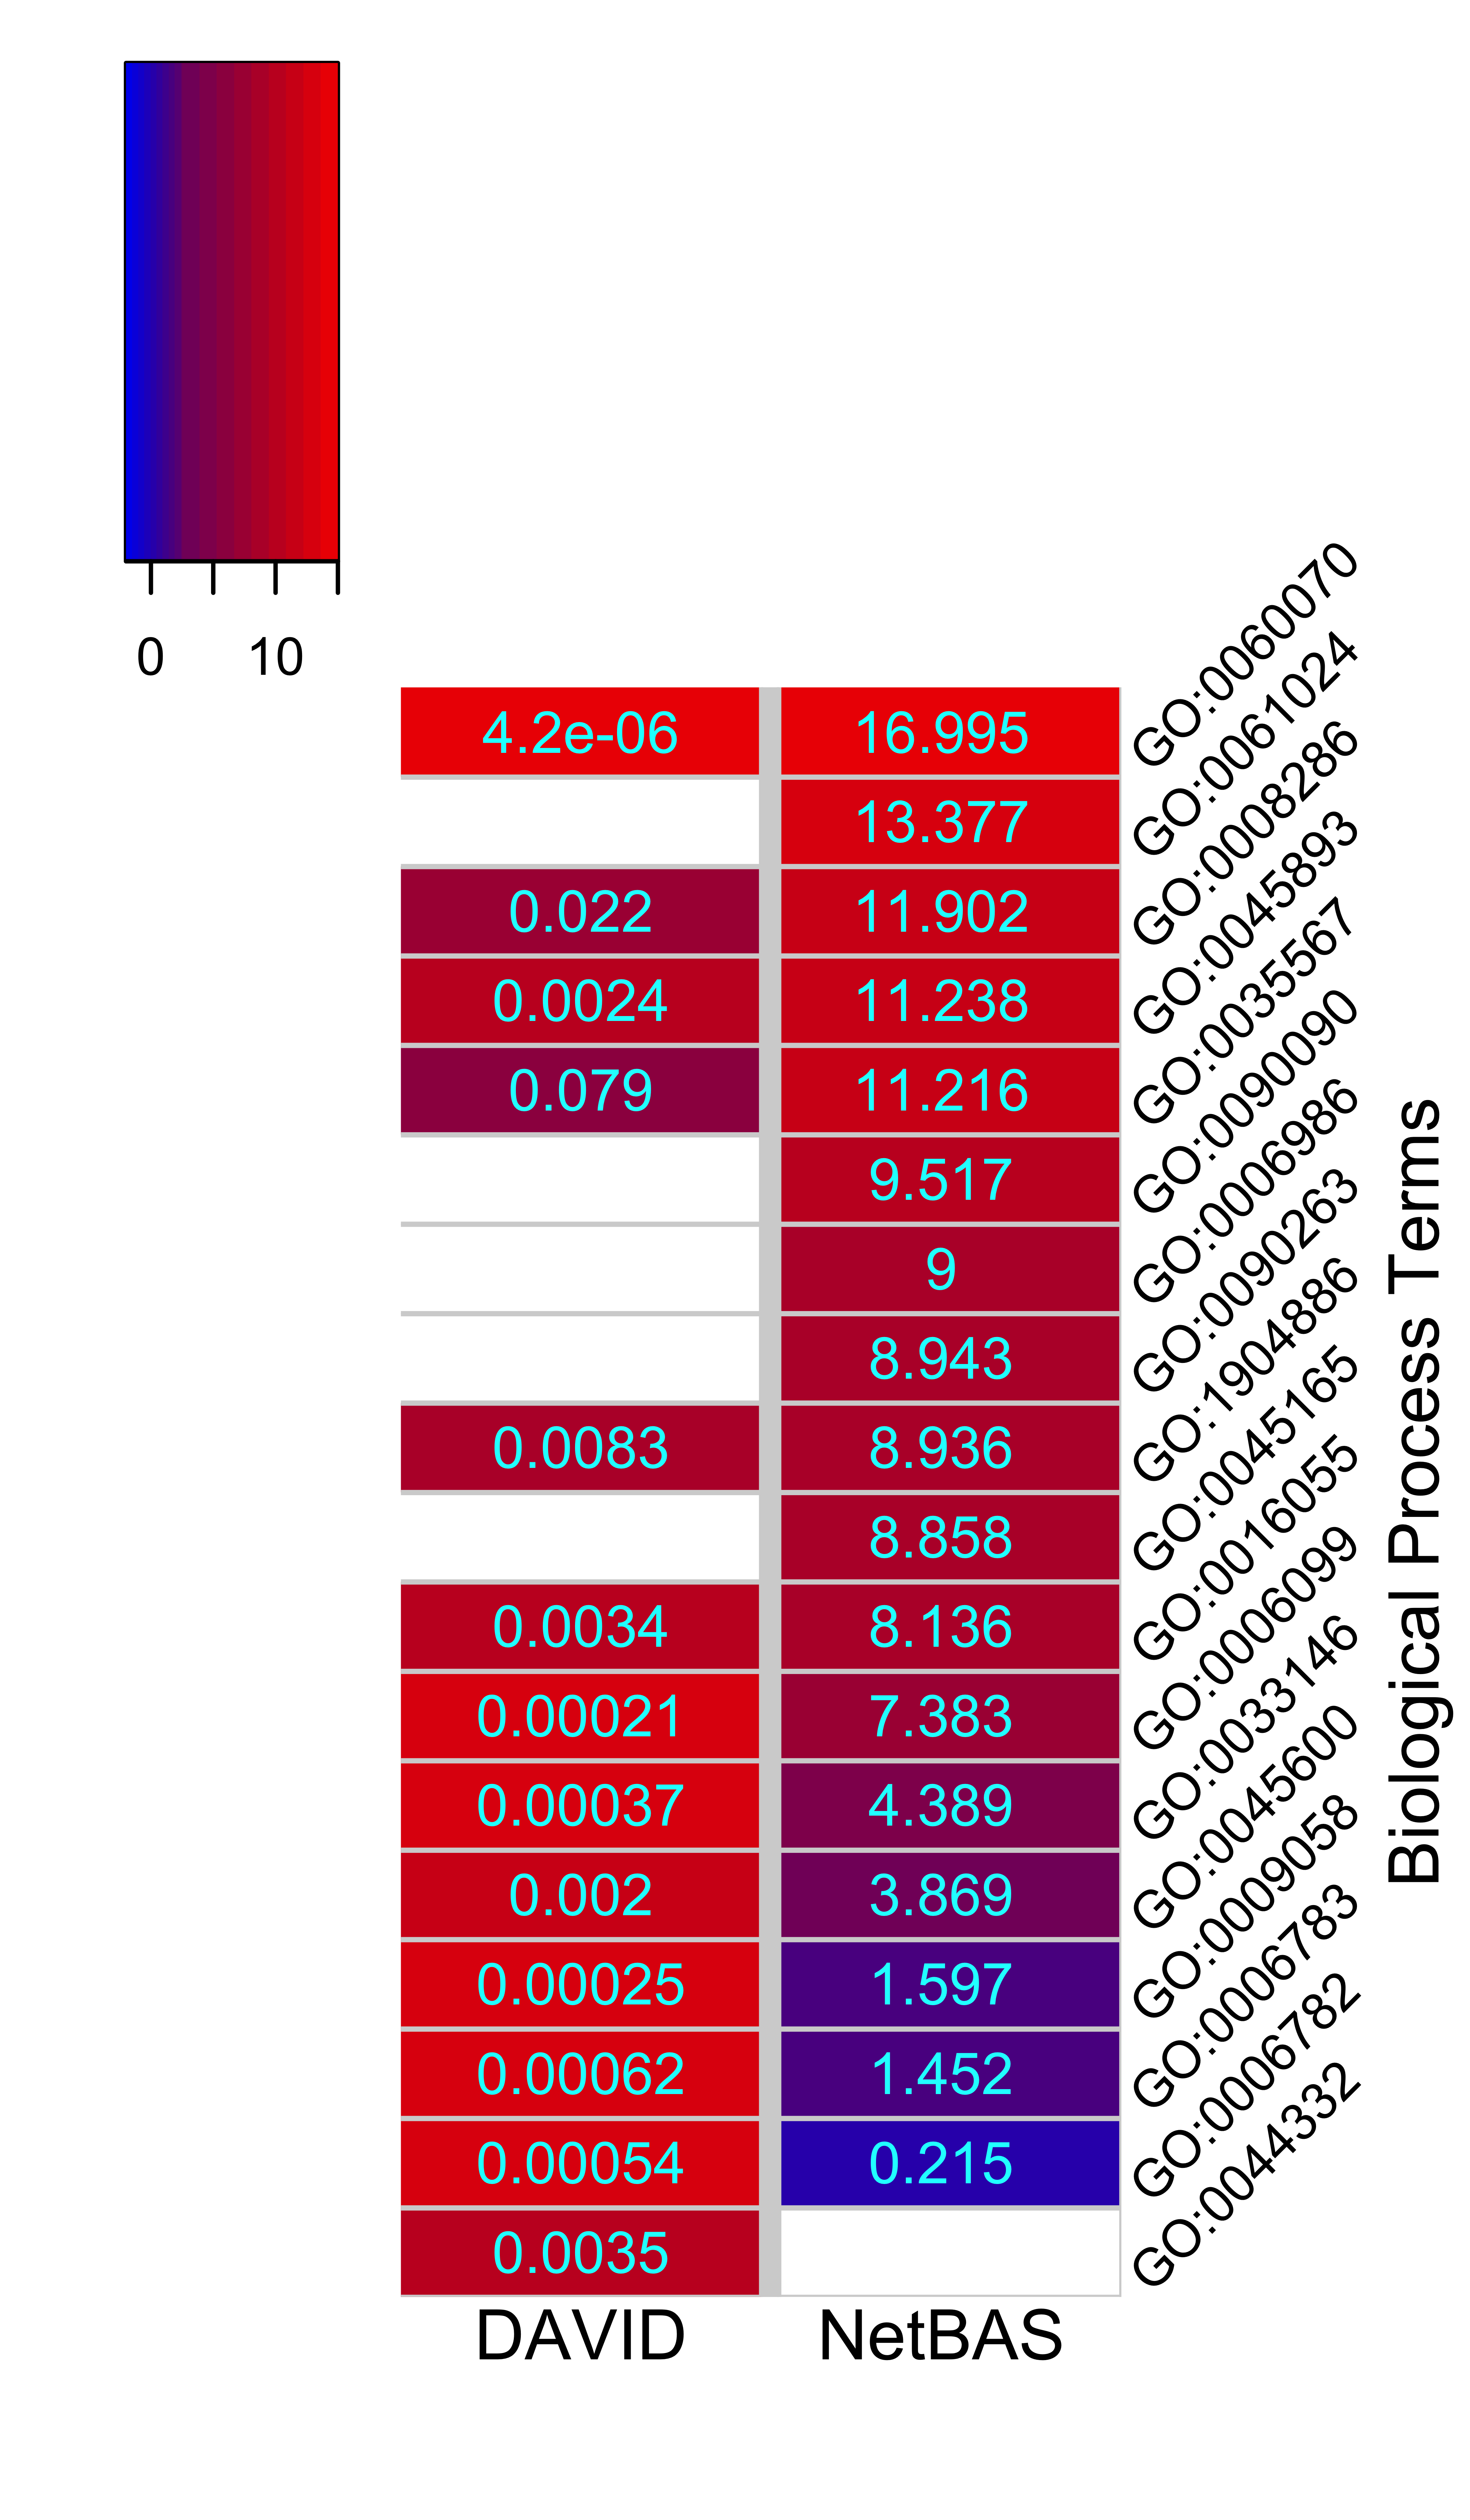 0 10
4.2e-06 16.995 GO.0060070
13.377 GO.0061024
0.022 11.902 GO.0008286
0.0024 11.238 GO.0045893
0.079 11.216 GO.0035567
9.517 GO.0090090
9 GO.0006986
8.943 GO.0090263
0.0083 8.936 GO.1904886
8.858 GO.0045165
0.0034 8.136 GO.0016055
0.00021 7.383 GO.0006099
0.00037 4.389 GO.0033146
0.002 3.869 GO.0045600
0.00025 1.597 GO.0009058
0.00062 1.452 GO.0006783
0.00054 0.215 GO.0006782
0.0035 GO.0044332
DAVID NetBAS
Biological Process Terms